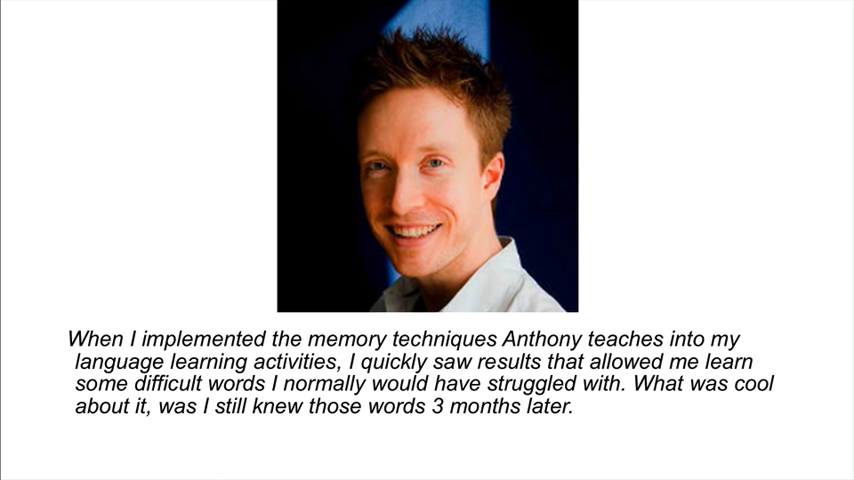 When I implemented the memory techniques Anthony teaches into my
language learning activities, I quickly saw results that allowed me learn
some difficult words I normally would have struggled with. What was cool
about it, was I still knew those words 3 months later.